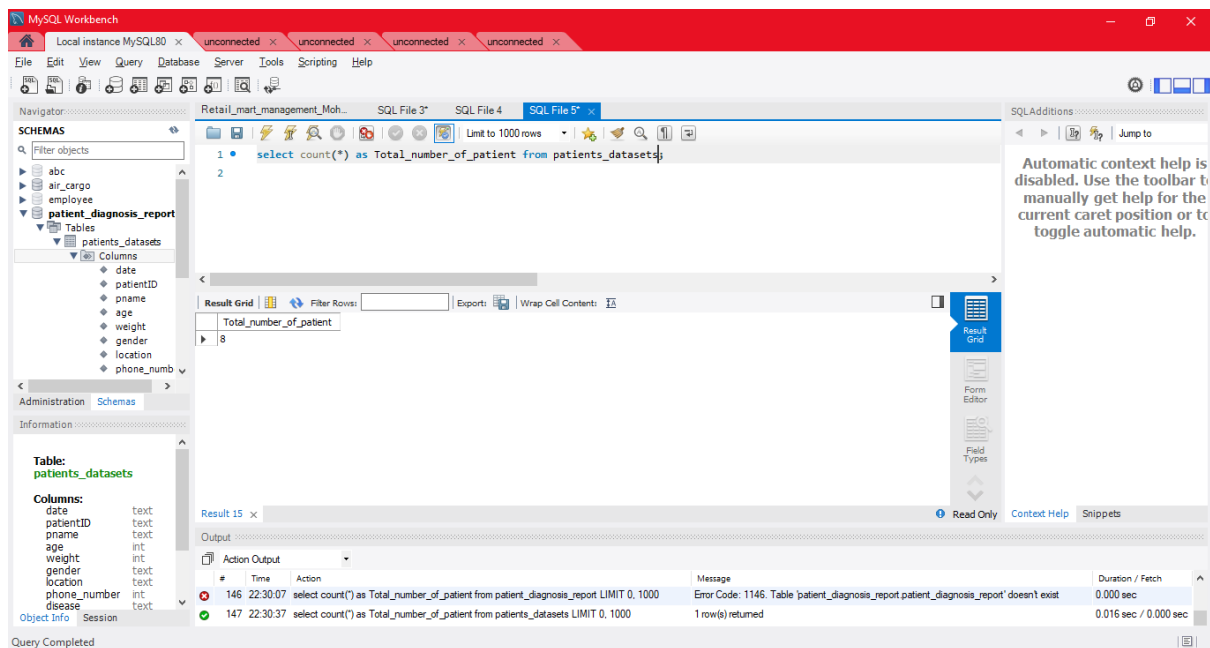 MySQL Workbench
Local instance MySQL80 × unconnected × unconnected × unconnected × unconnected ×
File Edit View Query Database Server Tools Scripting Help
Navigator
SCHEMAS
Filter objects
abc
air_cargo
employee
patient_diagnosis_report
Tables
patients_datasets
Columns
date
patientID
pname
age
weight
gender
location
phone_numb
Administration Schemas
Information
Table:
patients_datasets
Columns:
date text
patientID text
pname text
age int
weight int
gender text
location text
phone_number int
disease text
Object Info Session
Query Completed
Retail_mart_management_Moh... SQL File 3* SQL File 4 SQL File 5* ×
Limit to 1000 rows
1 select count(*) as Total_number_of_patient from patients_datasets;
2
Result Grid Filter Rows: Export: Wrap Cell Content:
Total_number_of_patient
8
Result Grid
Form Editor
Field Types
Result 15 ×
Read Only
Output
Action Output
# Time Action Message Duration / Fetch
146 22:30:07 select count(*) as Total_number_of_patient from patient_diagnosis_report LIMIT 0, 1000 Error Code: 1146. Table 'patient_diagnosis_report.patient_diagnosis_report' doesn't exist 0.000 sec
147 22:30:37 select count(*) as Total_number_of_patient from patients_datasets LIMIT 0, 1000 1 row(s) returned 0.016 sec / 0.000 sec
SQLAdditions
Jump to
Automatic context help is
disabled. Use the toolbar to
manually get help for the
current caret position or to
toggle automatic help.
Context Help Snippets